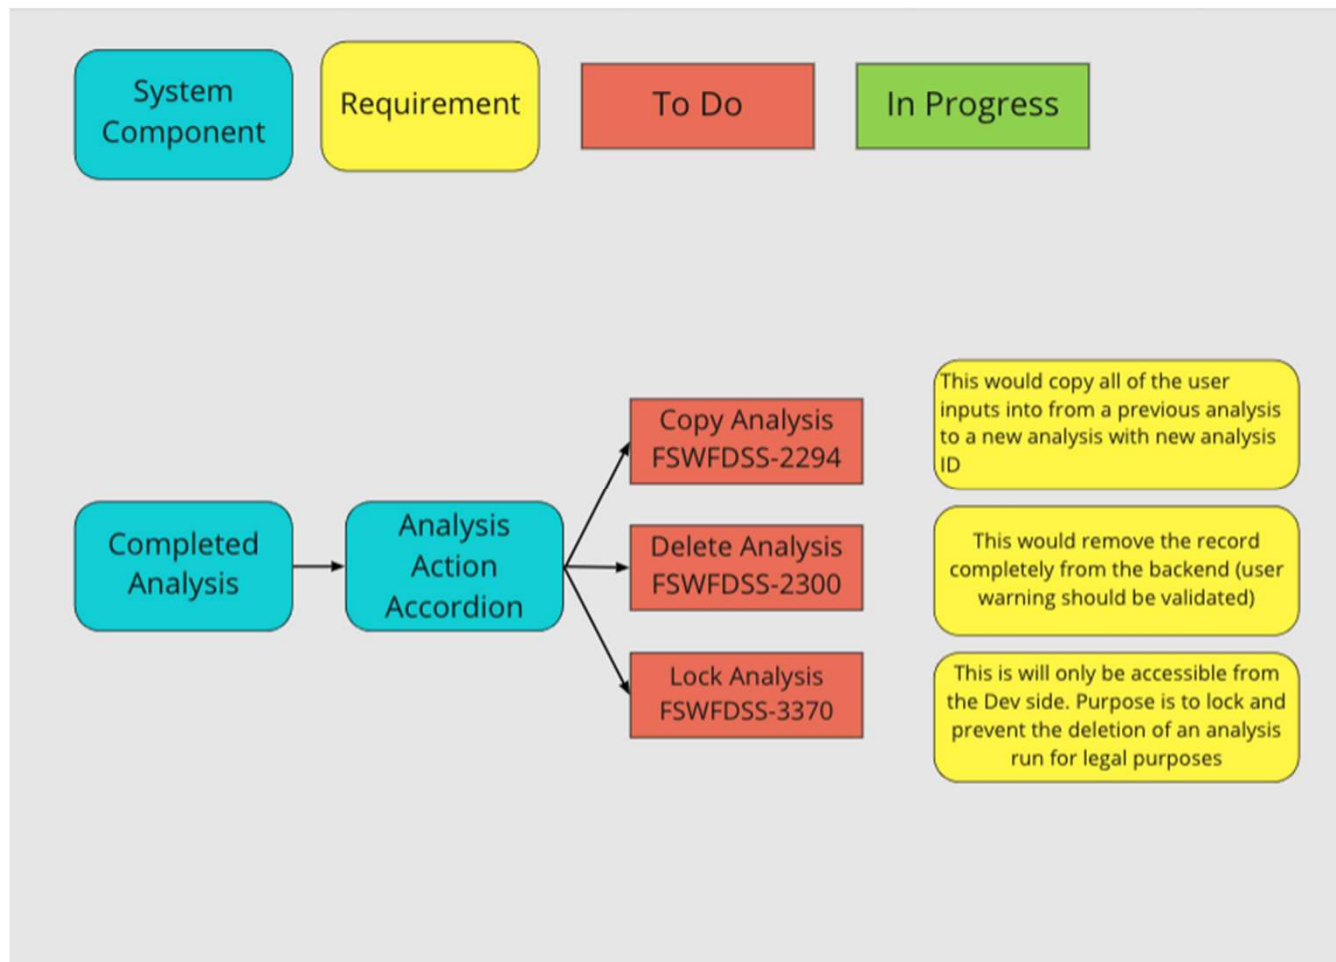 System
Component
Requirement
To Do
In Progress
Completed
Analysis
Analysis
Action
Accordion
Copy Analysis
FSWFDSS-2294
Delete Analysis
FSWFDSS-2300
Lock Analysis
FSWFDSS-3370
This would copy all of the user
inputs into from a previous analysis
to a new analysis with new analysis
ID
This would remove the record
completely from the backend (user
warning should be validated)
This is will only be accessible from
the Dev side. Purpose is to lock and
prevent the deletion of an analysis
run for legal purposes